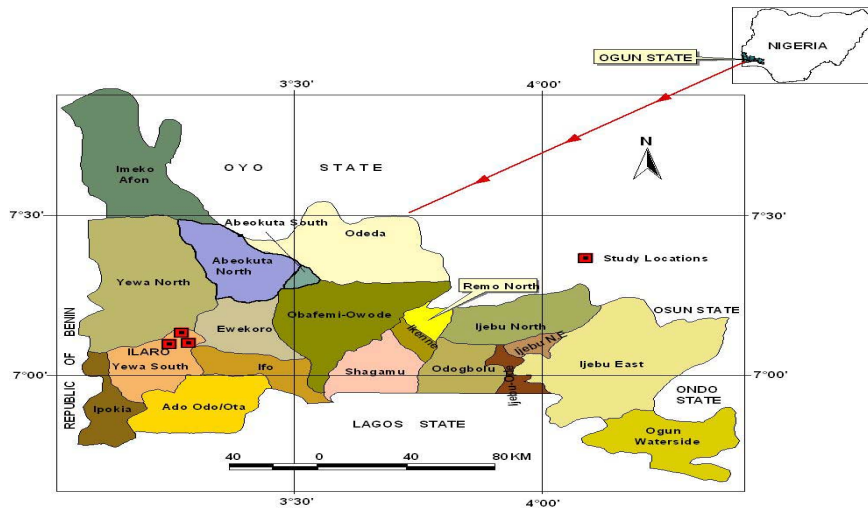 NIGERIA
OGUN STATE
3°30'
4°00'
N
Imeko
Afon
OYO STATE
7°30'
7°30'
Abeokuta South
Odeda
Abeokuta
North
Study Locations
Yewa North
Remo North
Obafemi-Owode
OSUN STATE
Ewekoro
Ikenne
Ijebu North
Ijebu N.E
ILARO
Yewa South
Ifo
Shagamu
Odogbolu
Ijebu-Ode
Ijebu East
REPUBLIC OF BENIN
7°00'
7°00'
ONDO
STATE
Ipokia
Ado Odo/Ota
LAGOS STATE
Ogun
Waterside
40 0 40 80 KM
3°30'
4°00'